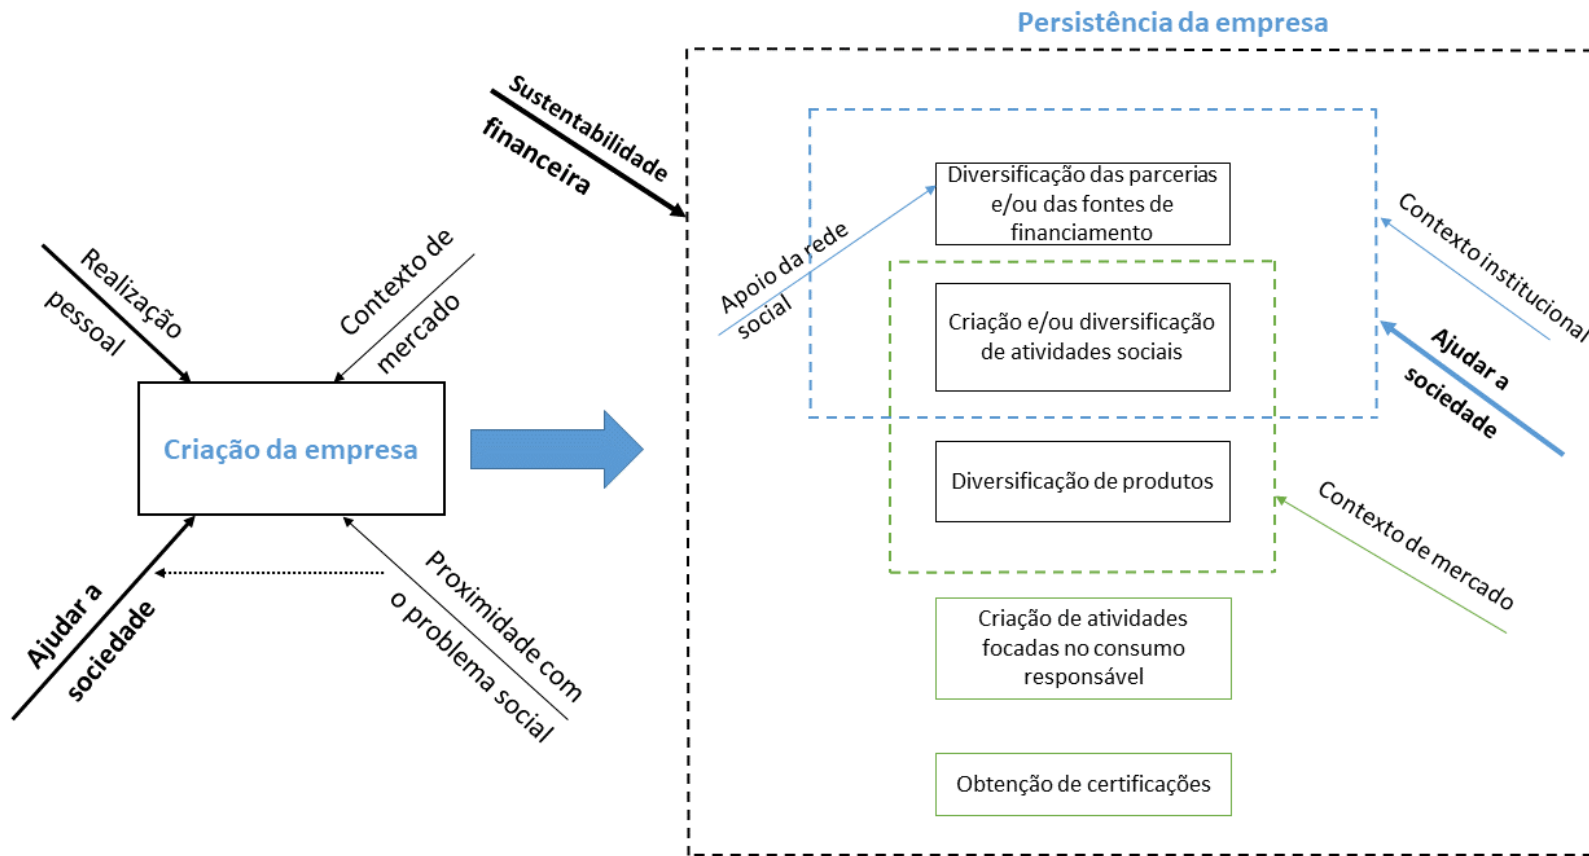 Persistência da empresa
Sustentabilidade
financeira
Diversificação das parcerias
e/ou das fontes de
financiamento
Apoio da rede
social
Contexto institucional
Criação e/ou diversificação
de atividades sociais
Ajudar a
sociedade
Realização
pessoal
Contexto de
mercado
Criação da empresa
Diversificação de produtos
Contexto de mercado
Ajudar a
sociedade
Proximidade com
o problema social
Criação de atividades
focadas no consumo
responsável
Obtenção de certificações